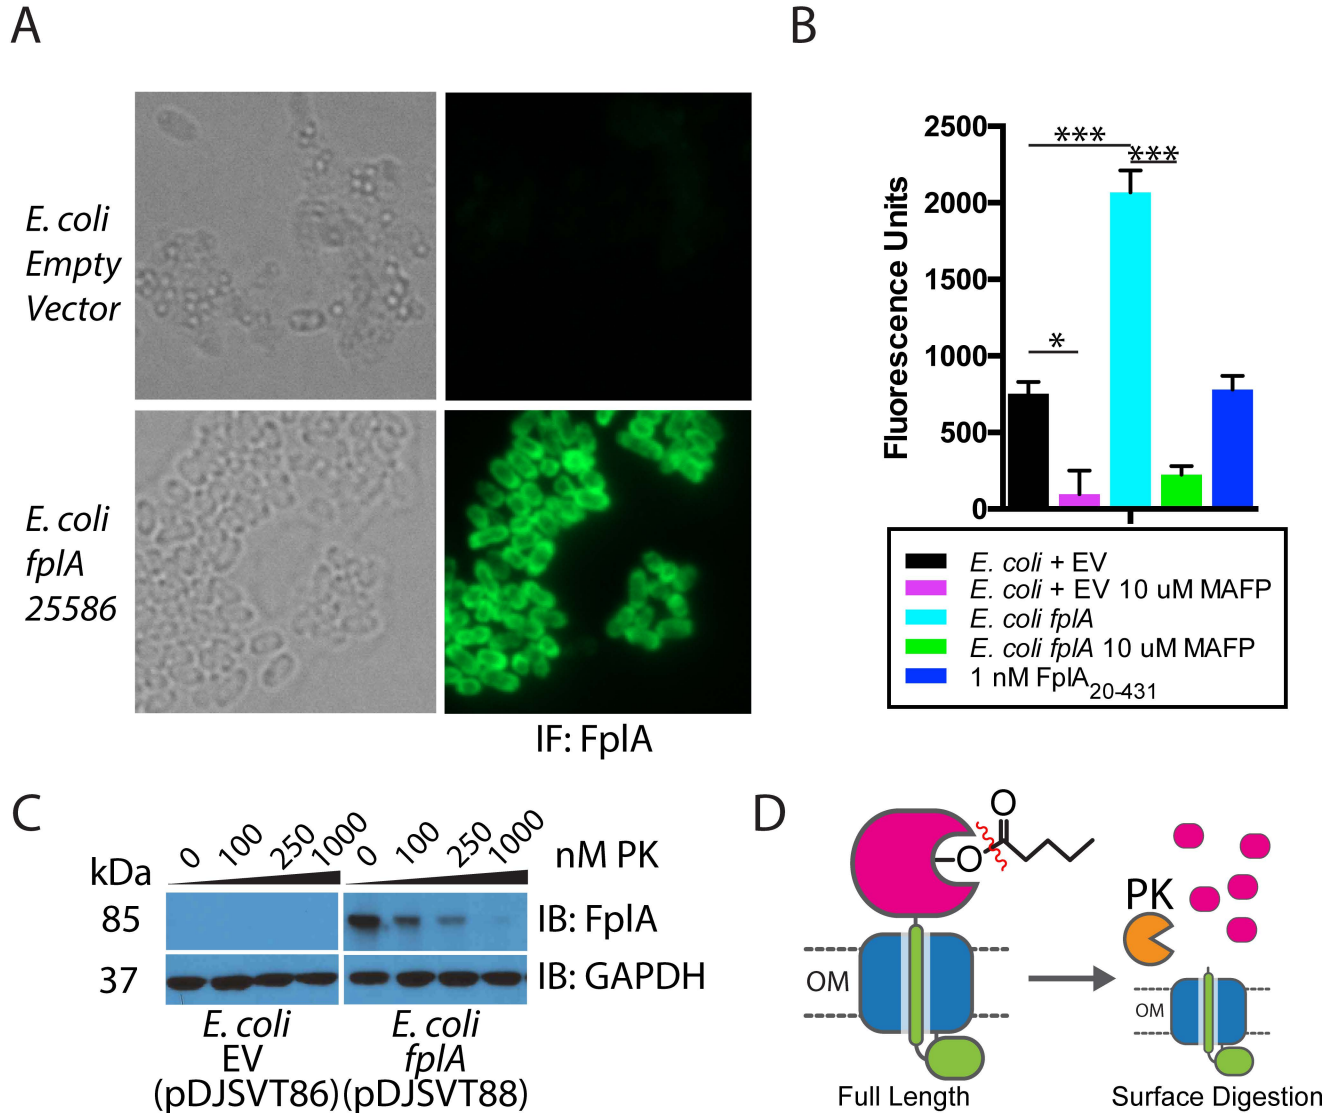 A
E. coli
Empty
Vector
E. coli
fplA
25586
IF: FplA
B
Fluorescence Units
2500
2000
1500
1000
500
0
***
***
*
E. coli + EV
E. coli + EV 10 uM MAFP
E. coli fplA
E. coli fplA 10 uM MAFP
1 nM FplA20-431
C
kDa
0 100 250 1000 0 100 250 1000 nM PK
85 IB: FplA
37 IB: GAPDH
E. coli
EV
(pDJSVT86)
E. coli
fplA
(pDJSVT88)
D
O
O
OM
Full Length
PK
OM
Surface Digestion